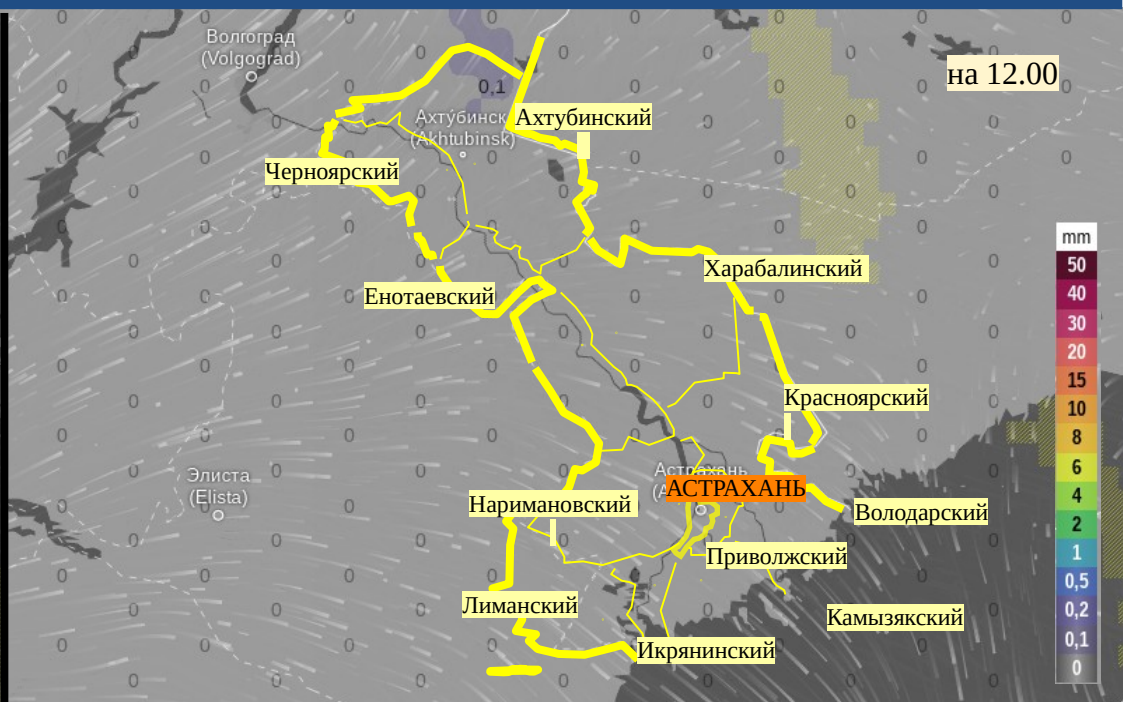 Волгоград
(Volgograd)
на 12.00
0,1
Ахтубинск
(Akhtubinsk)
Ахтубинский
Черноярский
mm
50
40
30
20
15
10
8
6
4
2
1
0,5
0,2
0,1
0
Харабалинский
Енотаевский
Красноярский
Элиста
(Elista)
Астрахань
АСТРАХАНЬ
Наримановский
Володарский
Приволжский
Лиманский
Камызякский
Икрянинский